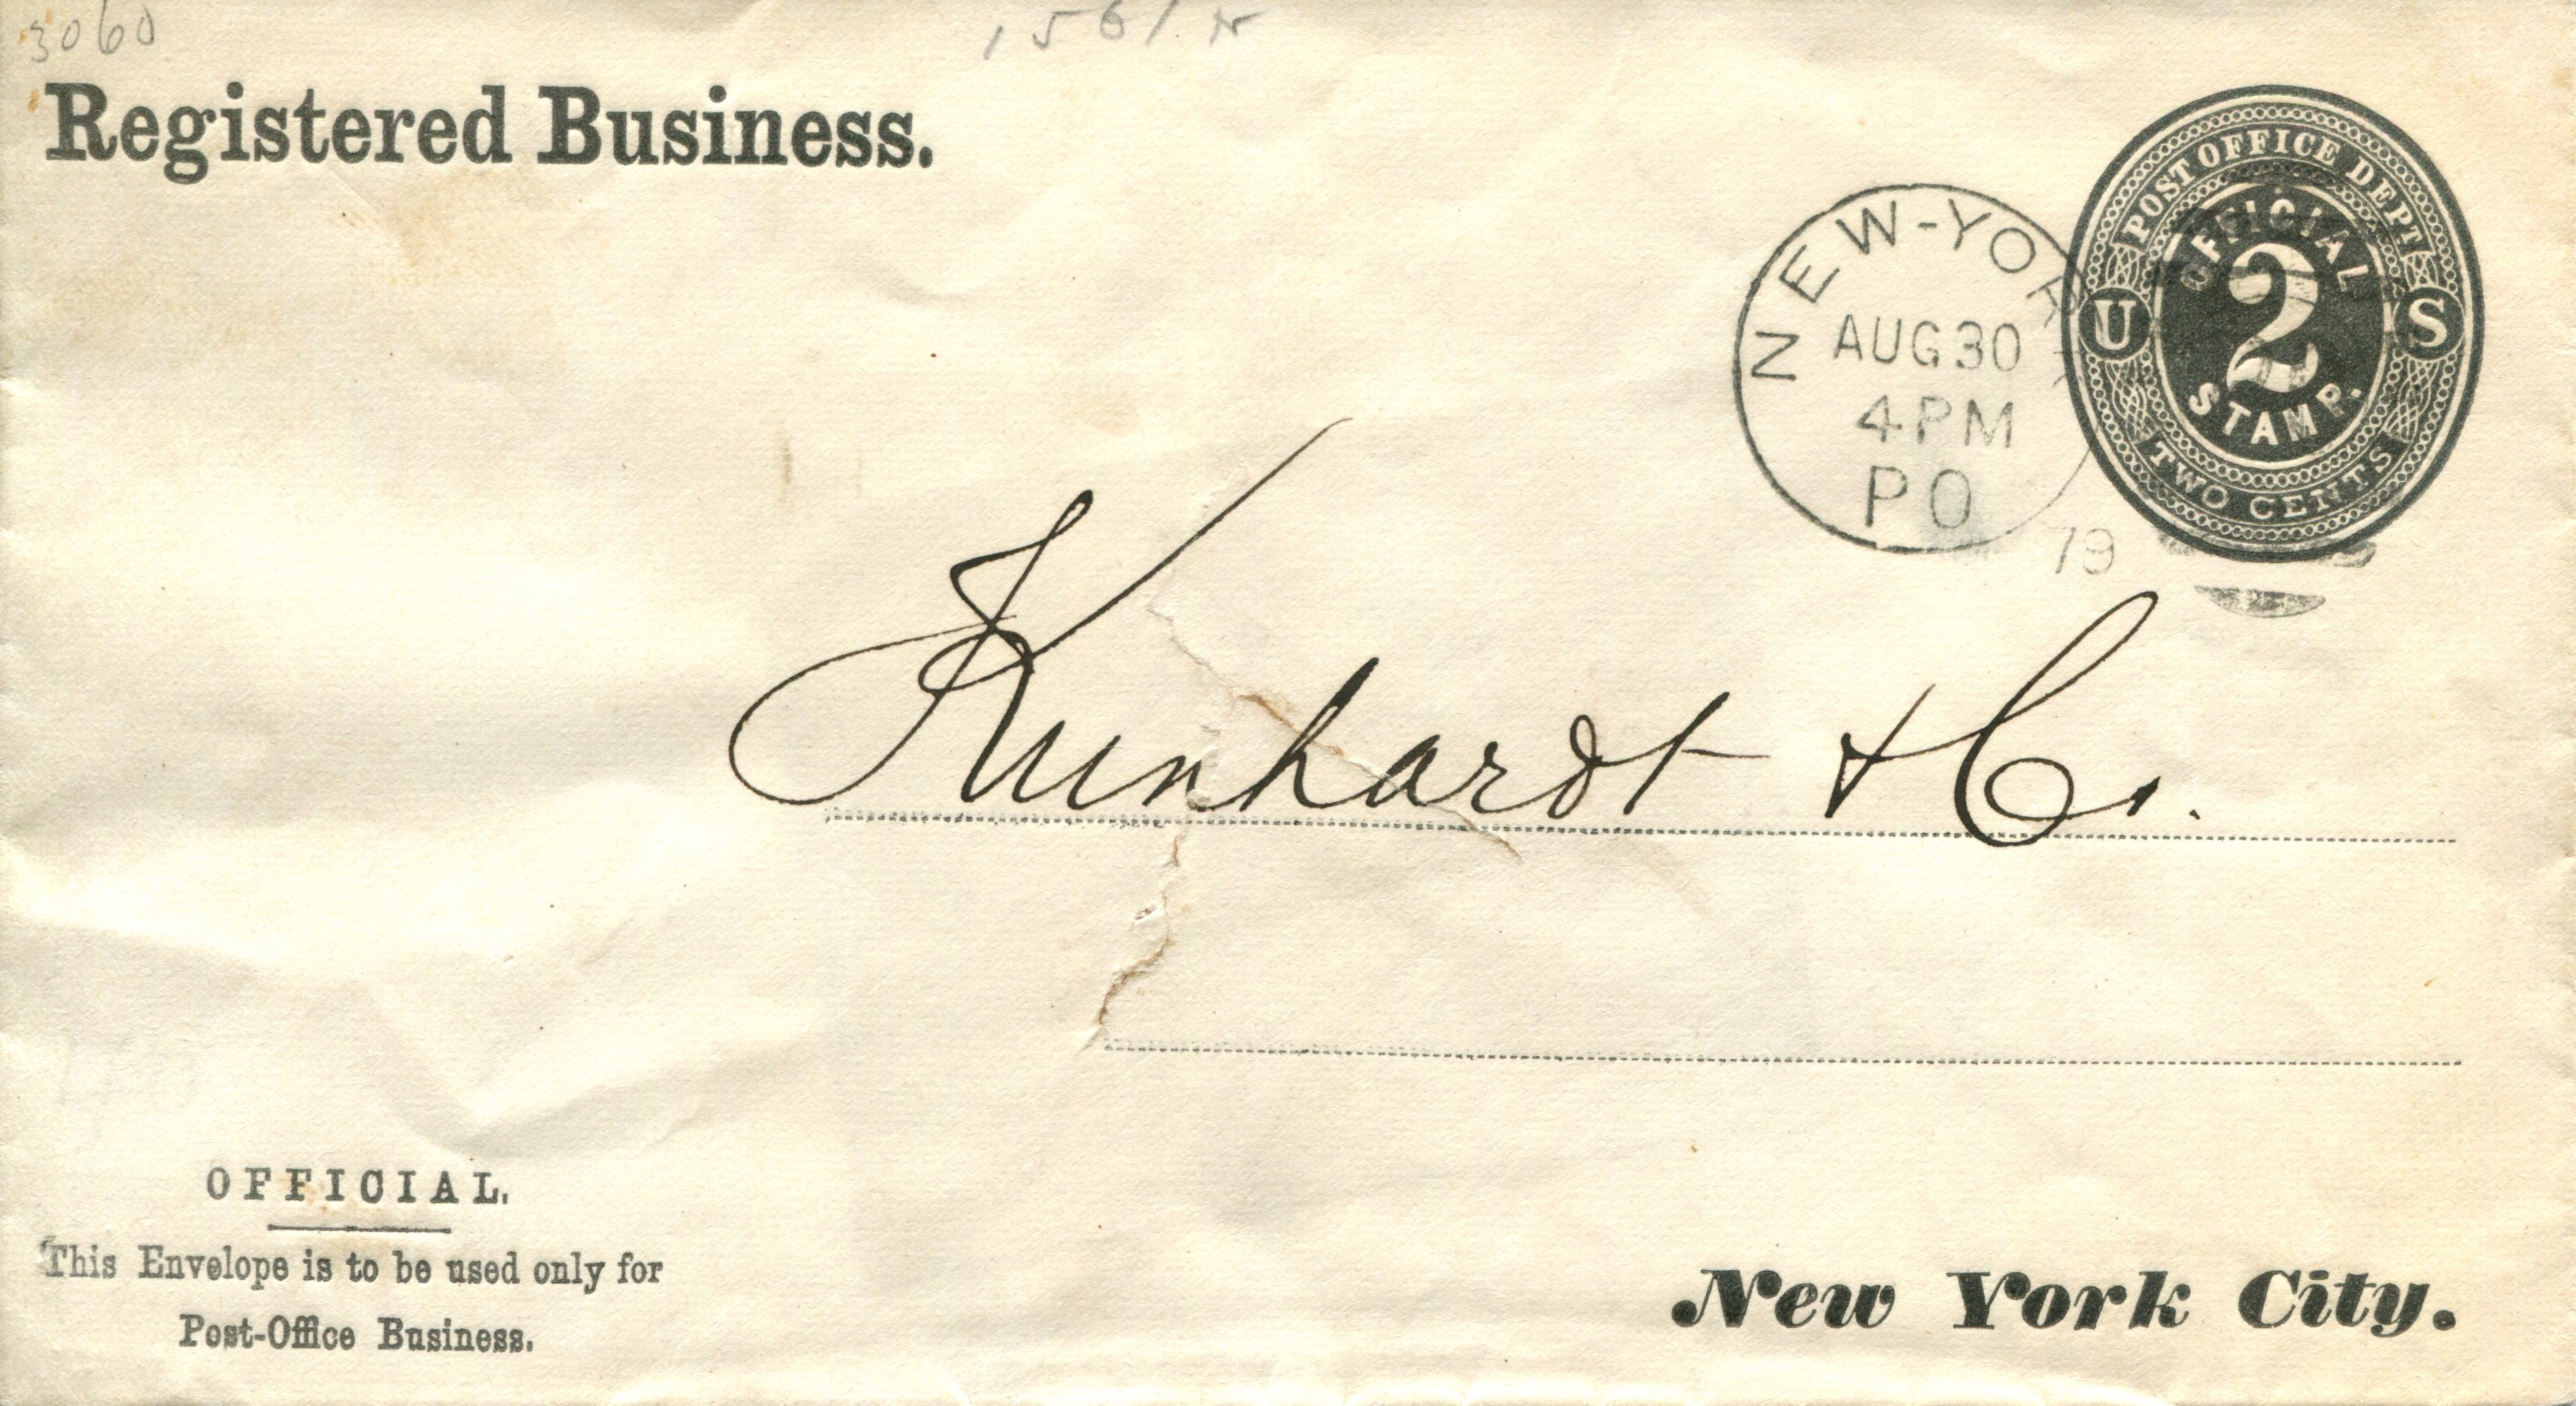 3060
156/
Registered Business.
POST OFFICE DEPT
OFFICIAL
U 2 S
STAMP.
TWO CENTS
NEW-YORK
AUG 30
4 PM
PO
79
Kunhardt & Co.
OFFICIAL.
This Envelope is to be used only for
Post-Office Business.
New York City.